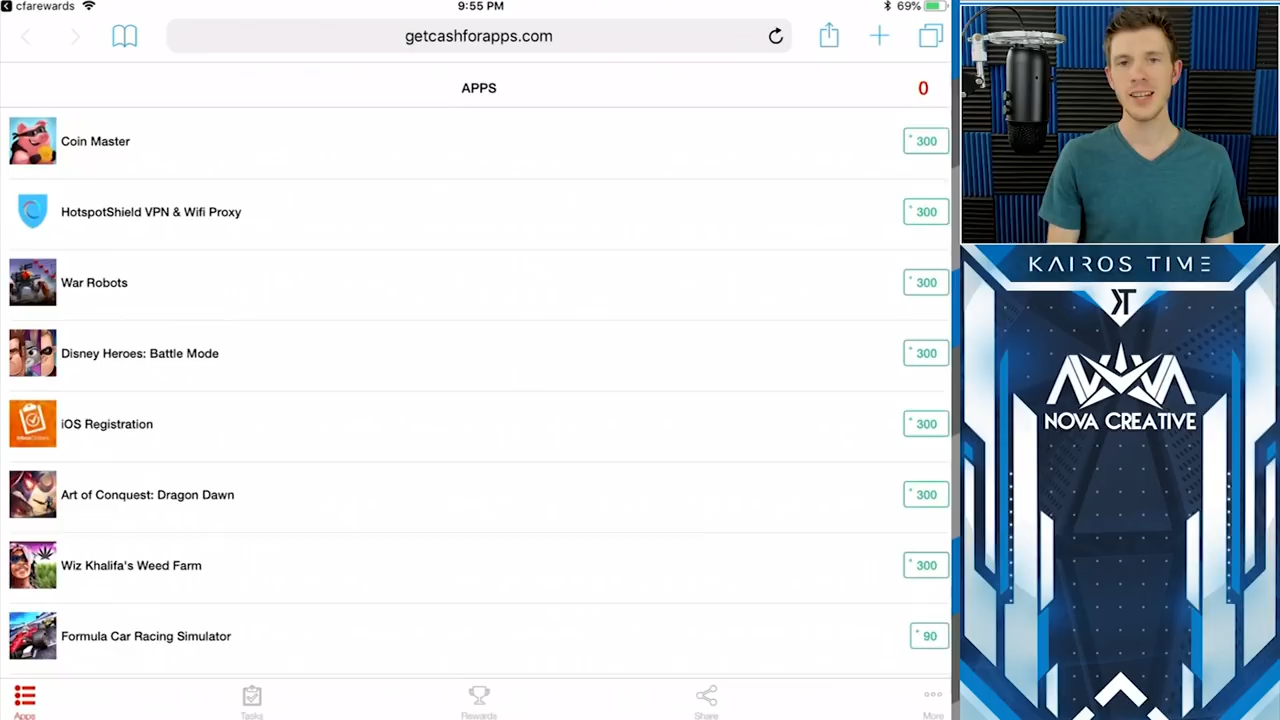 cfarewards
9:55 PM
69%
getcashforapps.com
APPS
0
Coin Master
+300
HotspotShield VPN & Wifi Proxy
+300
War Robots
+300
Disney Heroes: Battle Mode
+300
iOS Registration
+300
Art of Conquest: Dragon Dawn
+300
Wiz Khalifa's Weed Farm
+300
Formula Car Racing Simulator
+90
Apps
Tasks
Rewards
Share
More
KAIROS TIME
KT
NOVA
NOVA CREATIVE